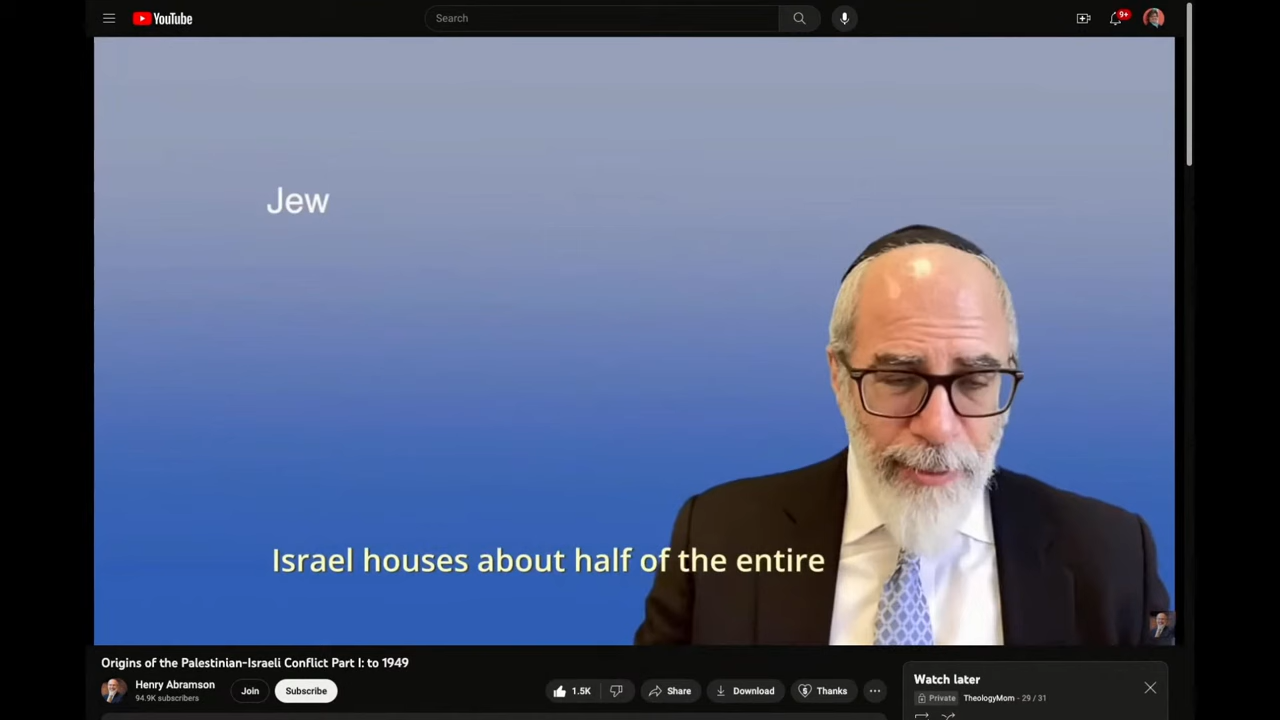 YouTube
Search
9+
Jew
Israel houses about half of the entire
Origins of the Palestinian-Israeli Conflict Part I: to 1949
Henry Abramson
94.9K subscribers
Join
Subscribe
1.5K
Share
Download
Thanks
Watch later
Private
TheologyMom - 29 / 31